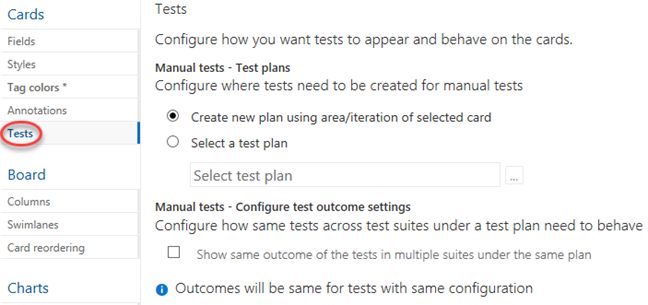 Cards
Fields
Styles
Tag colors *
Annotations
Tests
Board
Columns
Swimlanes
Card reordering
Charts
Tests
Configure how you want tests to appear and behave on the cards.
Manual tests - Test plans
Configure where tests need to be created for manual tests
Create new plan using area/iteration of selected card
Select a test plan
Select test plan
...
Manual tests - Configure test outcome settings
Configure how same tests across test suites under a test plan need to behave
Show same outcome of the tests in multiple suites under the same plan
Outcomes will be same for tests with same configuration